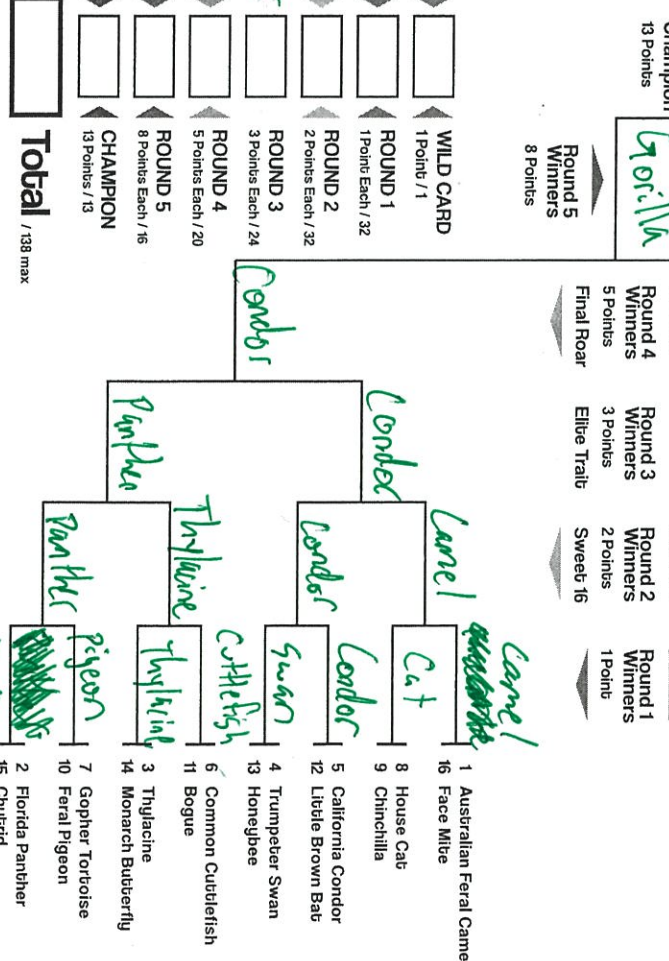 Champion
13 Points
Gorilla
Round 5
Winners
8 Points
Round 4
Winners
5 Points
Final Roar
Round 3
Winners
3 Points
Elite Trait
Round 2
Winners
2 Points
Sweet 16
Round 1
Winners
1 Point
Condor
Condor
Panther
Camel
Condor
Thylacine
Panther
Camel
Cat
Condor
Swan
Cuttlefish
Thylacine
Pigeon
1 Australian Feral Came
16 Face Mite
8 House Cat
9 Chinchilla
5 California Condor
12 Little Brown Bat
4 Trumpeter Swan
13 Honeybee
6 Common Cuttlefish
11 Bogue
3 Thylacine
14 Monarch Butterfly
7 Gopher Tortoise
10 Feral Pigeon
2 Florida Panther
15 Chytrid
WILD CARD
1 Point / 1
ROUND 1
1 Point Each / 32
ROUND 2
2 Points Each / 32
ROUND 3
3 Points Each / 24
ROUND 4
5 Points Each / 20
ROUND 5
8 Points Each / 16
CHAMPION
13 Points / 13
Total / 138 max